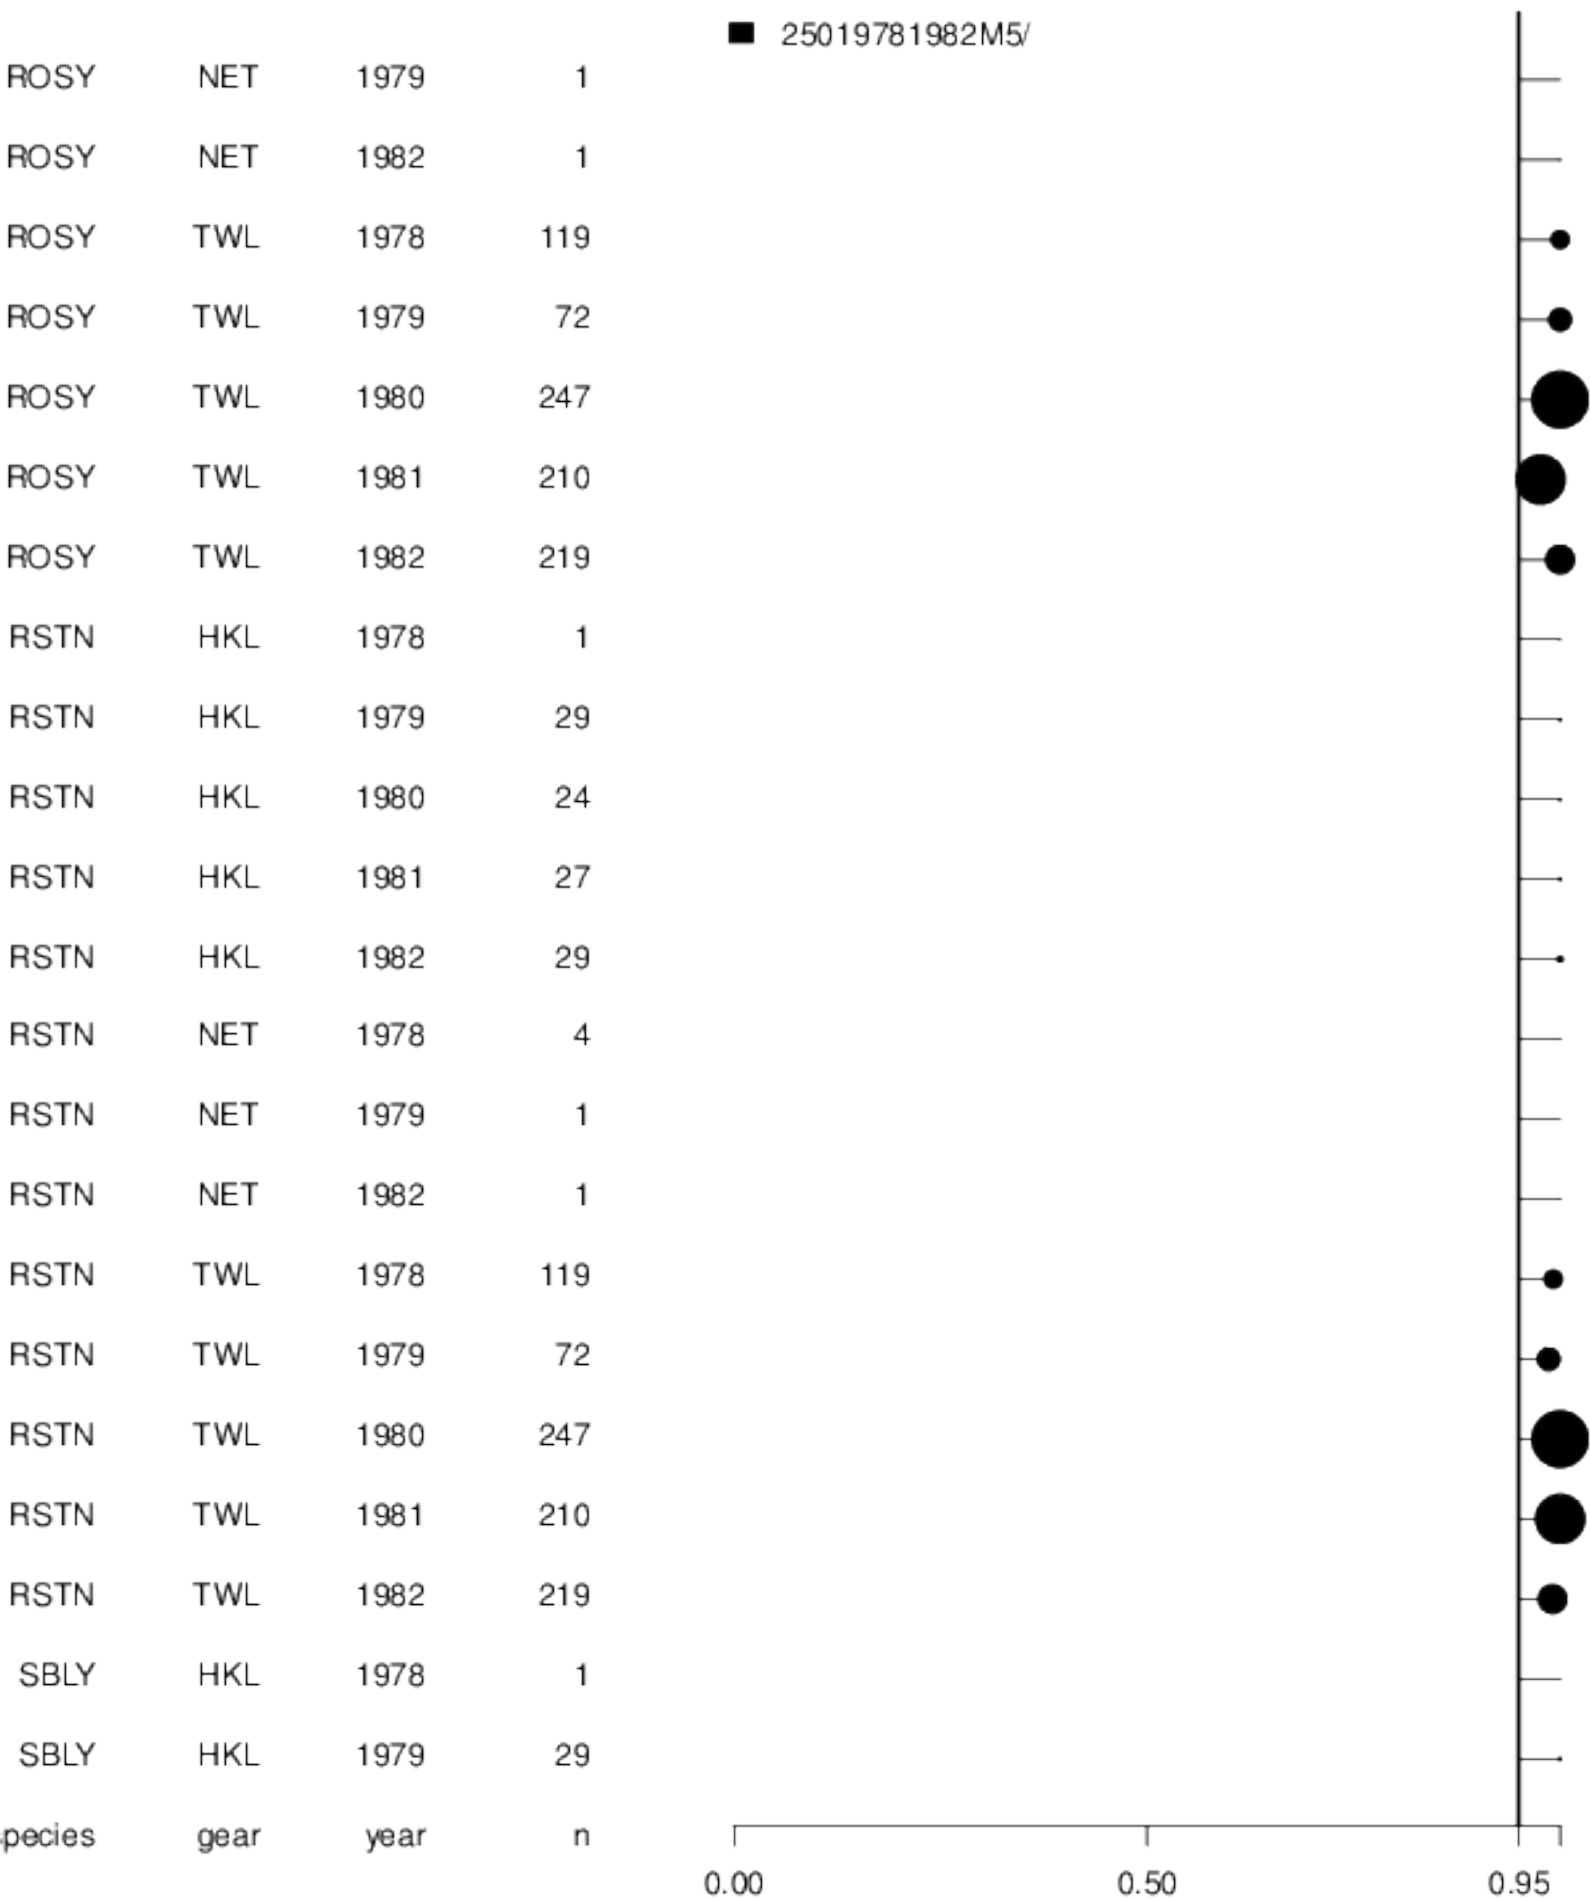 25019781982M5/
ROSY NET 1979 1
ROSY NET 1982 1
ROSY TWL 1978 119
ROSY TWL 1979 72
ROSY TWL 1980 247
ROSY TWL 1981 210
ROSY TWL 1982 219
RSTN HKL 1978 1
RSTN HKL 1979 29
RSTN HKL 1980 24
RSTN HKL 1981 27
RSTN HKL 1982 29
RSTN NET 1978 4
RSTN NET 1979 1
RSTN NET 1982 1
RSTN TWL 1978 119
RSTN TWL 1979 72
RSTN TWL 1980 247
RSTN TWL 1981 210
RSTN TWL 1982 219
SBLY HKL 1978 1
SBLY HKL 1979 29
pecies gear year n
0.00 0.50 0.95